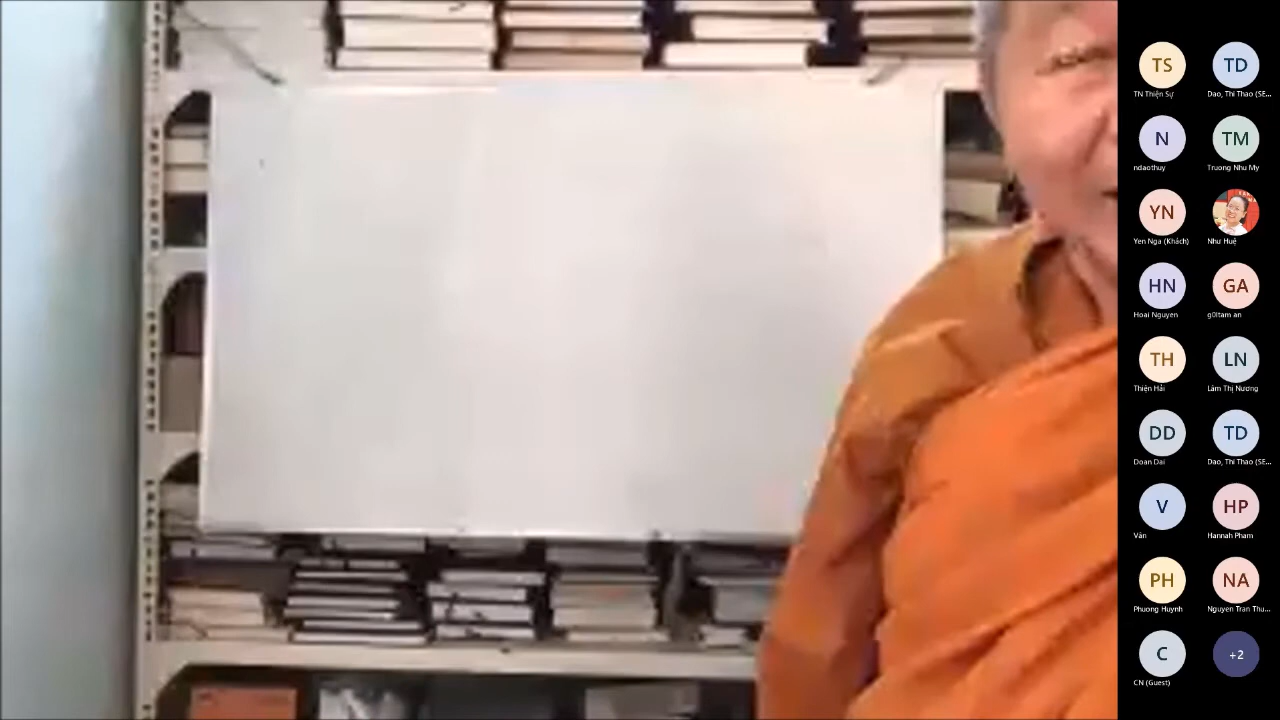 TS TD
TN Thiện Sự Dao, Thi Thao (SE...
N TM
ndaothuy Truong Nhu My
YN
Yen Nga (Khách) Như Huệ
HN GA
Hoai Nguyen g0ltam an
TH LN
Thiện Hải Lâm Thị Nương
DD TD
Doan Dai Dao, Thi Thao (SE...
V HP
Vân Hannah Pham
PH NA
Phuong Huynh Nguyen Tran Thu...
C +2
CN (Guest)